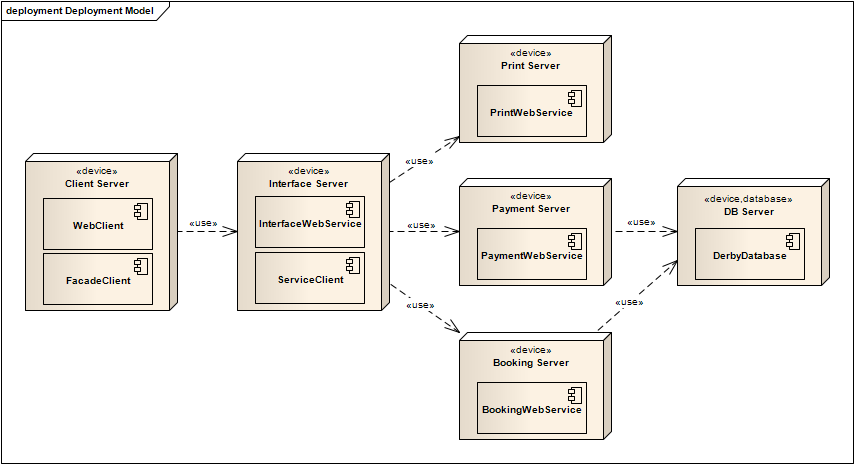 deployment Deployment Model
«device»
Print Server
PrintWebService
«use»
«device»
Client Server
WebClient
FacadeClient
«use»
«device»
Interface Server
InterfaceWebService
ServiceClient
«use»
«device»
Payment Server
PaymentWebService
«use»
«device,database»
DB Server
DerbyDatabase
«use»
«use»
«device»
Booking Server
BookingWebService